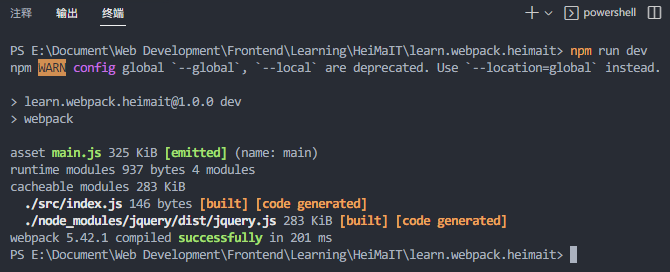 注释 输出 终端 powershell
PS E:\Document\Web Development\Frontend\Learning\HeiMaIT\learn.webpack.heimait> npm run dev
npm WARN config global `--global`, `--local` are deprecated. Use `--location=global` instead.
> learn.webpack.heimait@1.0.0 dev
> webpack
asset main.js 325 KiB [emitted] (name: main)
runtime modules 937 bytes 4 modules
cacheable modules 283 KiB
./src/index.js 146 bytes [built] [code generated]
./node_modules/jquery/dist/jquery.js 283 KiB [built] [code generated]
webpack 5.42.1 compiled successfully in 201 ms
PS E:\Document\Web Development\Frontend\Learning\HeiMaIT\learn.webpack.heimait>